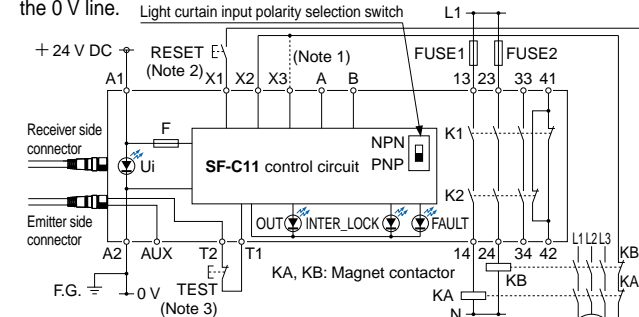 the 0 V line.
Light curtain input polarity selection switch
L1
+ 24 V DC
RESET
(Note 2)
(Note 1)
FUSE1
FUSE2
A1
X1
X2
X3
A
B
13
23
33
41
Receiver side
connector
F
NPN
PNP
K1
Ui
SF-C11 control circuit
K2
Emitter side
connector
OUT
INTER_LOCK
FAULT
L1
L2
L3
A2
AUX
T2
T1
14
24
34
42
KB
KA, KB: Magnet contactor
KB
KA
F.G.
0 V
TEST
(Note 3)
KA
N